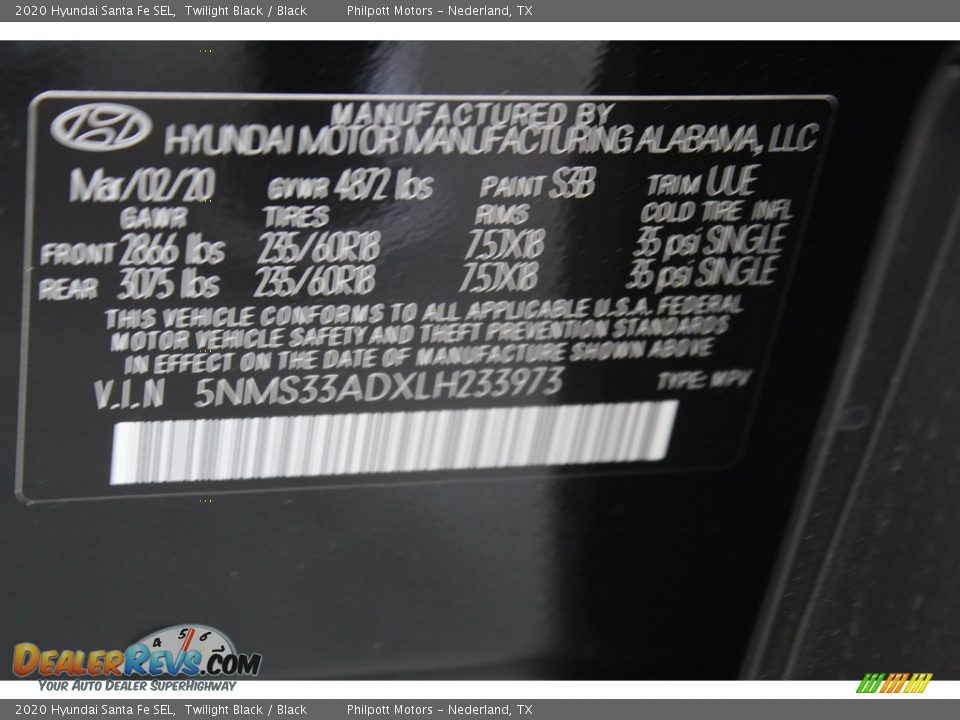 2020 Hyundai Santa Fe SEL, Twilight Black / Black Philpott Motors - Nederland, TX
MANUFACTURED BY
HYUNDAI MOTOR MANUFACTURING ALABAMA, LLC
Mar/02/20 GVWR 4872 lbs PAINT S3B TRIM UUE
GAWR TIRES RIMS COLD TIRE INFL
FRONT 2866 lbs 235/60R18 7.5JX18 35 psi SINGLE
REAR 3075 lbs 235/60R18 7.5JX18 35 psi SINGLE
THIS VEHICLE CONFORMS TO ALL APPLICABLE U.S.A. FEDERAL
MOTOR VEHICLE SAFETY AND THEFT PREVENTION STANDARDS
IN EFFECT ON THE DATE OF MANUFACTURE SHOWN ABOVE
V.I.N 5NMS33ADXLH233973 TYPE: MPV
4 5 6
DEALERREVS.COM
YOUR AUTO DEALER SUPERHIGHWAY
2020 Hyundai Santa Fe SEL, Twilight Black / Black Philpott Motors - Nederland, TX